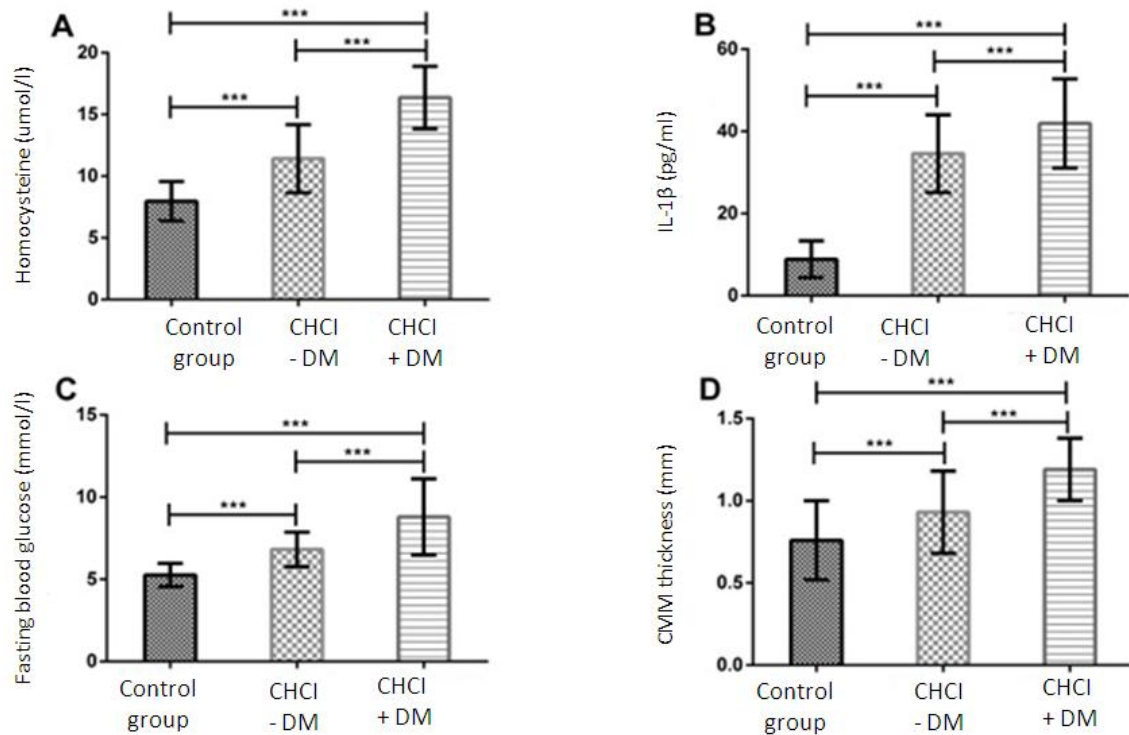 A
***
***
***
20
15
10
5
0
Homocysteine (umol/l)
Control
group
CHCI
- DM
CHCI
+ DM
B
***
***
***
60
40
20
0
IL-1β (pg/ml)
Control
group
CHCI
- DM
CHCI
+ DM
C
***
***
***
15
10
5
0
Fasting blood glucose (mmol/l)
Control
group
CHCI
- DM
CHCI
+ DM
D
***
***
***
1.5
1.0
0.5
0.0
CMM thickness (mm)
Control
group
CHCI
- DM
CHCI
+ DM